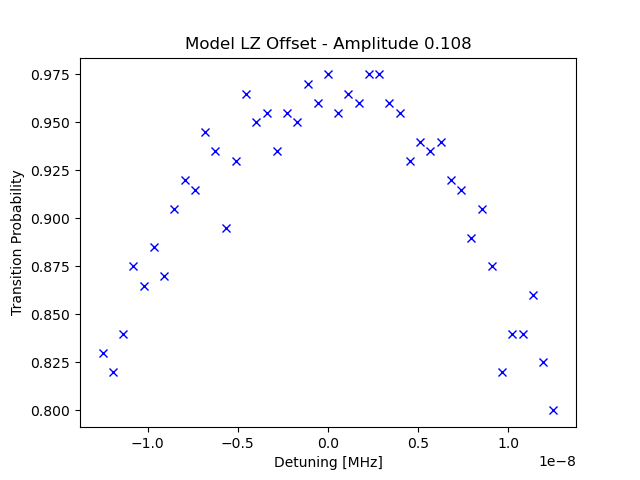 Model LZ Offset - Amplitude 0.108
0.975
0.950
0.925
0.900
0.875
0.850
0.825
0.800
Transition Probability
−1.0 −0.5 0.0 0.5 1.0
1e−8
Detuning [MHz]